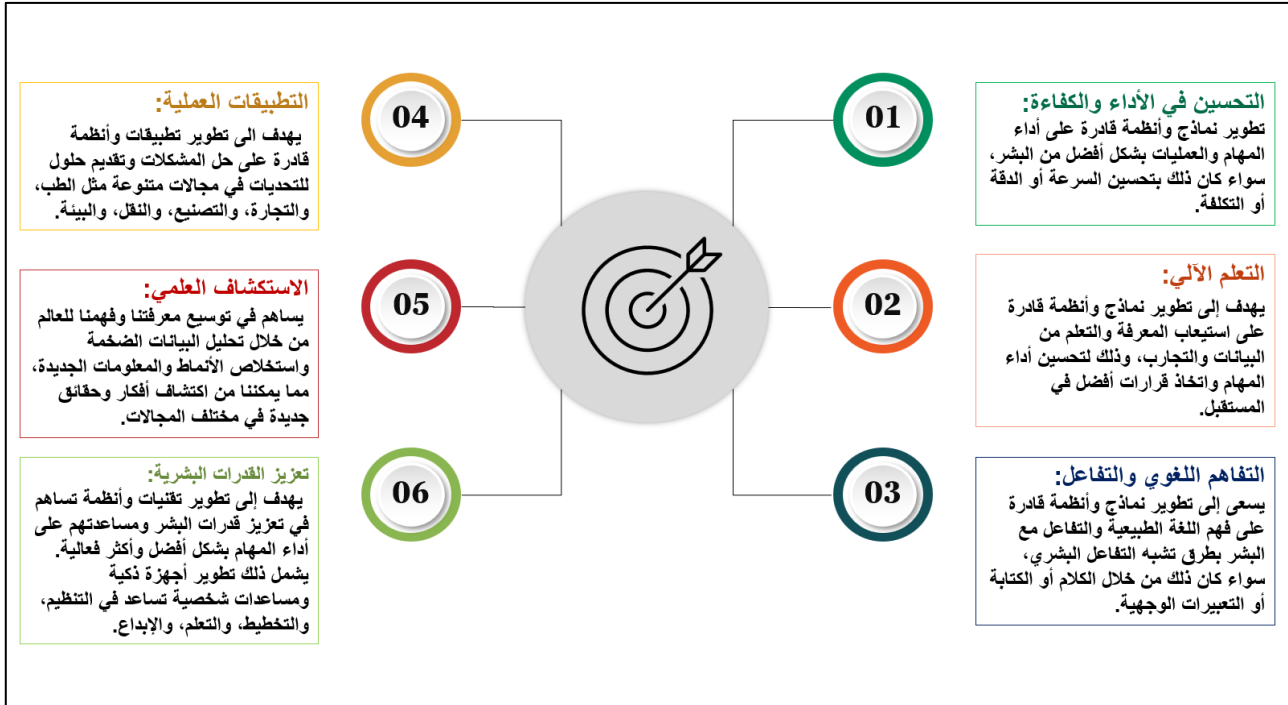 01
التحسين في الأداء والكفاءة:
تطوير نماذج وأنظمة قادرة على أداء
المهام والعمليات بشكل أفضل من البشر،
سواء كان ذلك بتحسين السرعة أو الدقة
أو التكلفة.
02
التعلم الآلي:
يهدف إلى تطوير نماذج وأنظمة قادرة
على استيعاب المعرفة والتعلم من
البيانات والتجارب، وذلك لتحسين أداء
المهام واتخاذ قرارات أفضل في
المستقبل.
03
التفاهم اللغوي والتفاعل:
يسعى إلى تطوير نماذج وأنظمة قادرة
على فهم اللغة الطبيعية والتفاعل مع
البشر بطرق تشبه التفاعل البشري،
سواء كان ذلك من خلال الكلام أو الكتابة
أو التعبيرات الوجهية.
04
التطبيقات العملية:
يهدف الى تطوير تطبيقات وأنظمة
قادرة على حل المشكلات وتقديم حلول
للتحديات في مجالات متنوعة مثل الطب،
والتجارة، والتصنيع، والنقل، والبيئة.
05
الاستكشاف العلمي:
يساهم في توسيع معرفتنا وفهمنا للعالم
من خلال تحليل البيانات الضخمة
واستخلاص الأنماط والمعلومات الجديدة،
مما يمكننا من اكتشاف أفكار وحقائق
جديدة في مختلف المجالات.
06
تعزيز القدرات البشرية:
يهدف إلى تطوير تقنيات وأنظمة تساهم
في تعزيز قدرات البشر ومساعدتهم على
أداء المهام بشكل أفضل وأكثر فعالية.
يشمل ذلك تطوير أجهزة ذكية
ومساعدات شخصية تساعد في التنظيم،
والتخطيط، والتعلم، والإبداع.